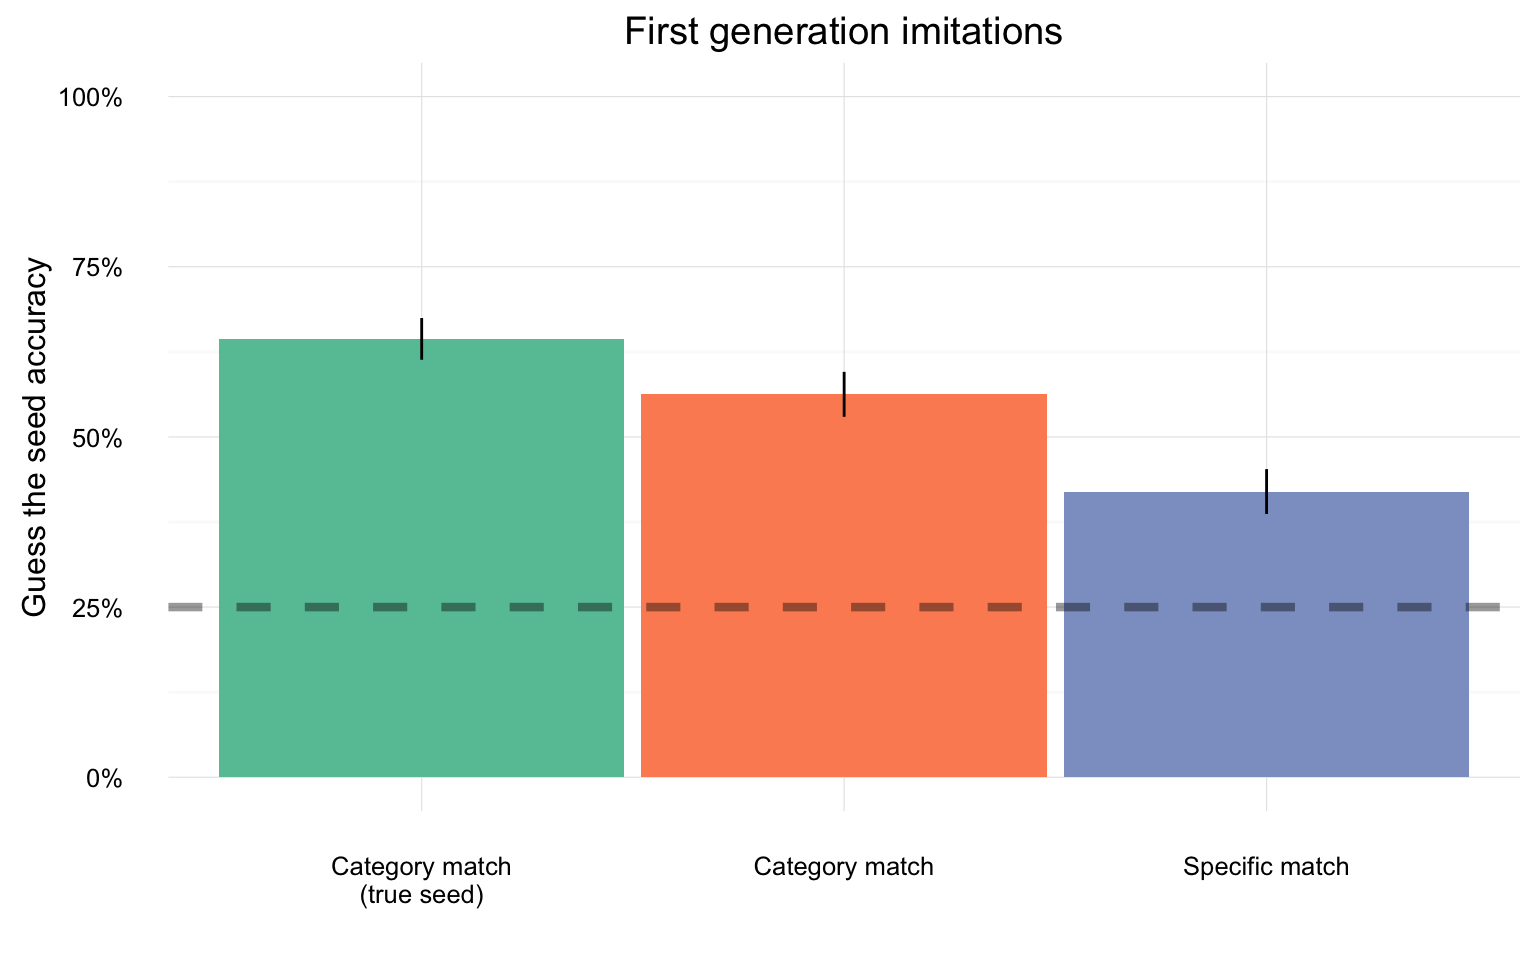 First generation imitations
100%
75%
50%
25%
0%
Guess the seed accuracy
Category match
(true seed)
Category match
Specific match